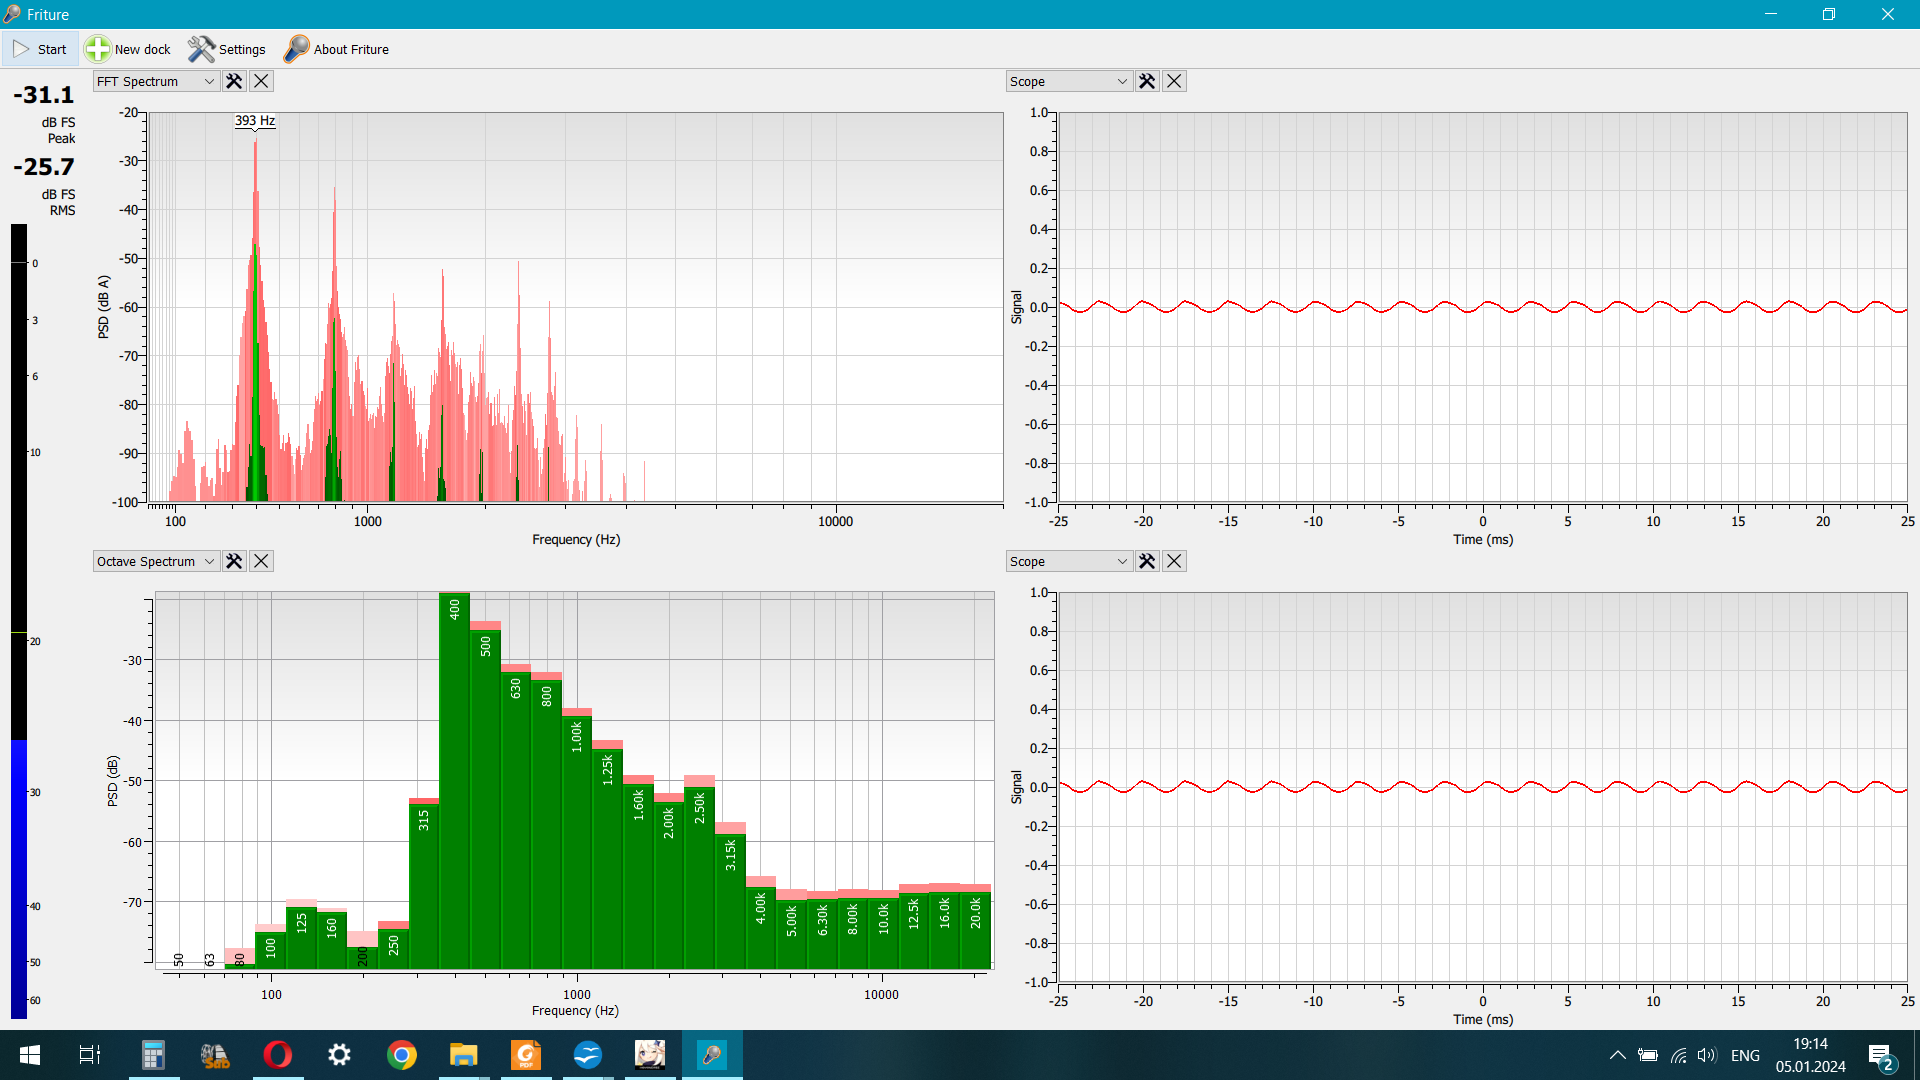 Friture
Start New dock Settings About Friture
-31.1
dB FS
Peak
-25.7
dB FS
RMS
0
3
6
10
20
30
40
50
60
FFT Spectrum
393 Hz
-20
-30
-40
-50
-60
-70
-80
-90
-100
PSD (dB A)
100 1000 10000
Frequency (Hz)
Scope
1.0
0.8
0.6
0.4
0.2
0.0
-0.2
-0.4
-0.6
-0.8
-1.0
Signal
-25 -20 -15 -10 -5 0 5 10 15 20 25
Time (ms)
Octave Spectrum
-30
-40
-50
-60
-70
PSD (dB)
50 63 80 100 125 160 200 250 315 400 500 630 800 1.00k 1.25k 1.60k 2.00k 2.50k 3.15k 4.00k 5.00k 6.30k 8.00k 10.0k 12.5k 16.0k 20.0k
100 1000 10000
Frequency (Hz)
Scope
1.0
0.8
0.6
0.4
0.2
0.0
-0.2
-0.4
-0.6
-0.8
-1.0
Signal
-25 -20 -15 -10 -5 0 5 10 15 20 25
Time (ms)
Sab
PDF
ENG
19:14
05.01.2024
2